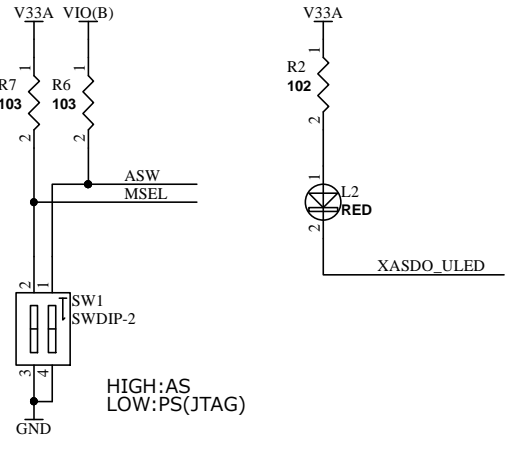 V33A VIO(B)
1 1
R7 R6
103 103
2 2
ASW
MSEL
2 1
SW1
SWDIP-2
3 4
GND
HIGH:AS
LOW:PS(JTAG)
V33A
1
R2
102
2
1
L2
RED
2
XASDO_ULED